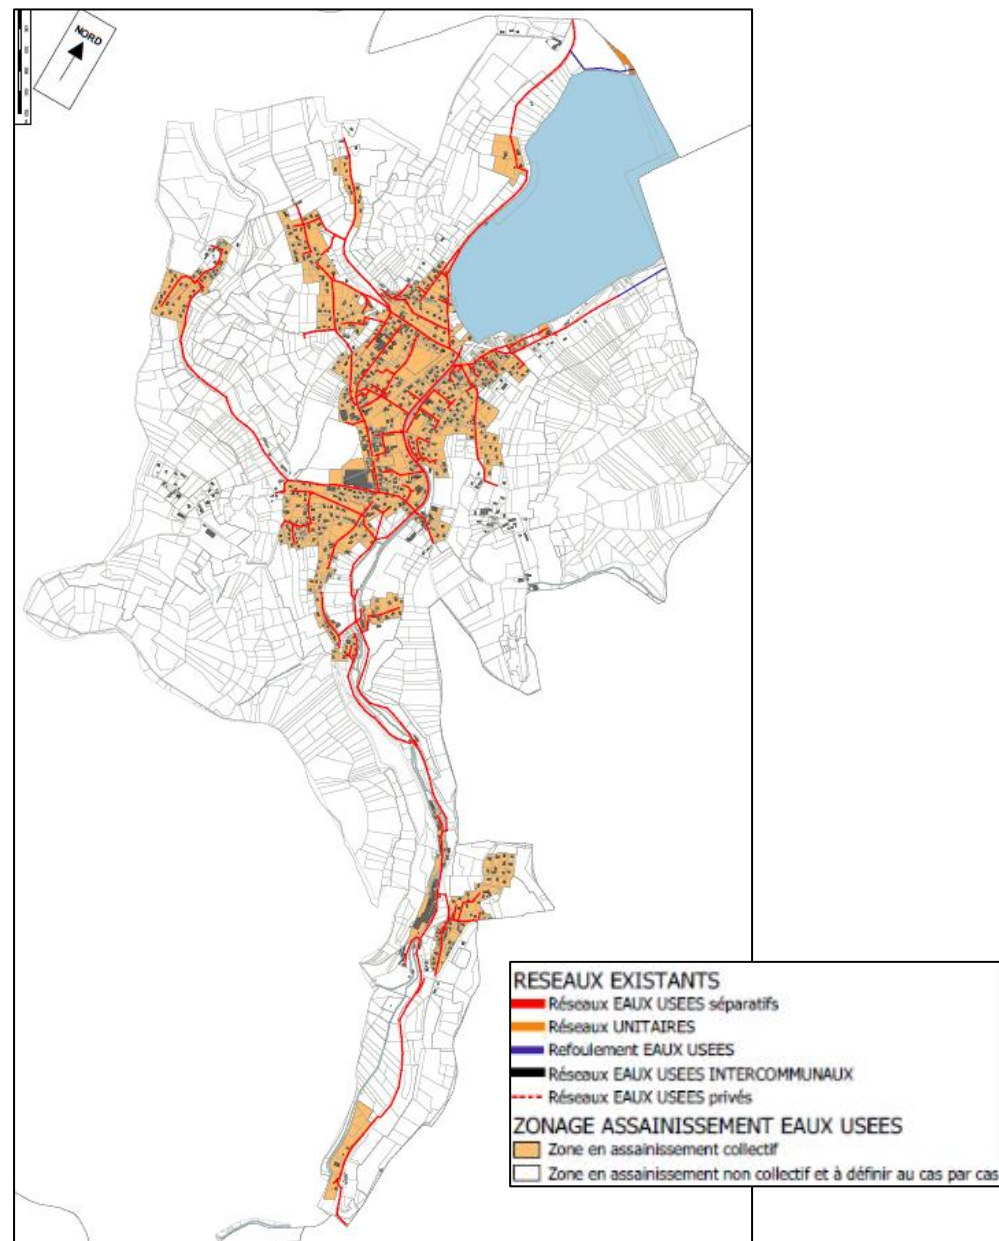 NORD
RESEAUX EXISTANTS
Réseaux EAUX USEES séparatifs
Réseaux UNITAIRES
Refoulement EAUX USEES
Réseaux EAUX USEES INTERCOMMUNAUX
Réseaux EAUX USEES privés
ZONAGE ASSAINISSEMENT EAUX USEES
Zone en assainissement collectif
Zone en assainissement non collectif et à définir au cas par cas